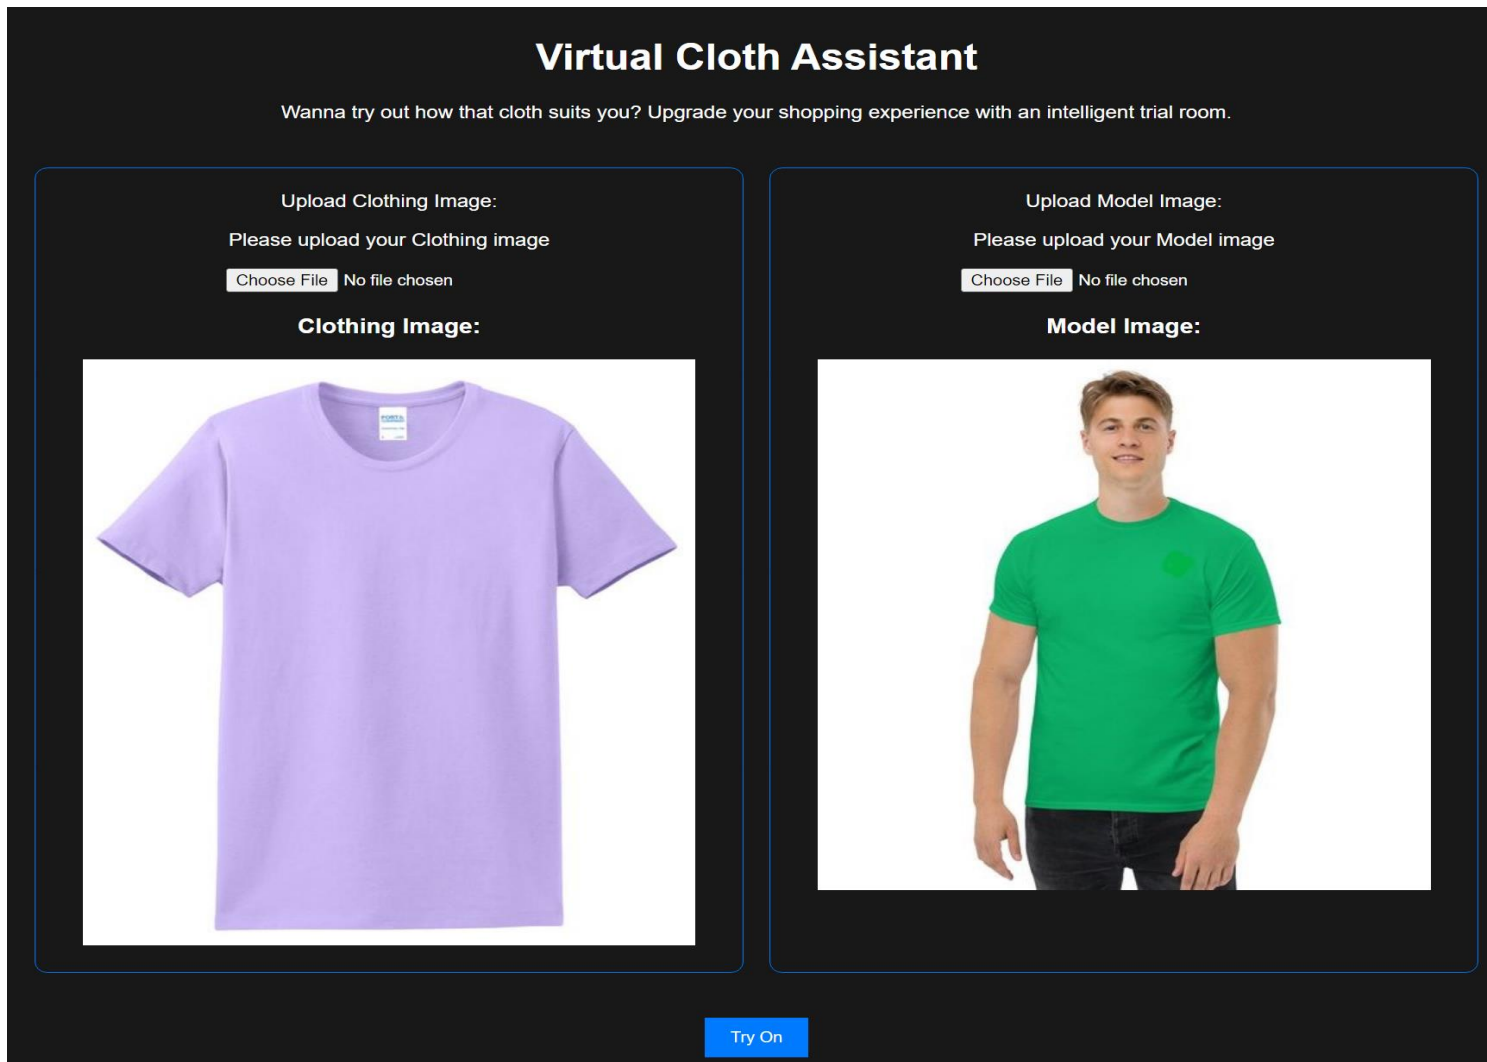 Virtual Cloth Assistant
Wanna try out how that cloth suits you? Upgrade your shopping experience with an intelligent trial room.
Upload Clothing Image:
Please upload your Clothing image
Choose File No file chosen
Clothing Image:
Upload Model Image:
Please upload your Model image
Choose File No file chosen
Model Image:
Try On